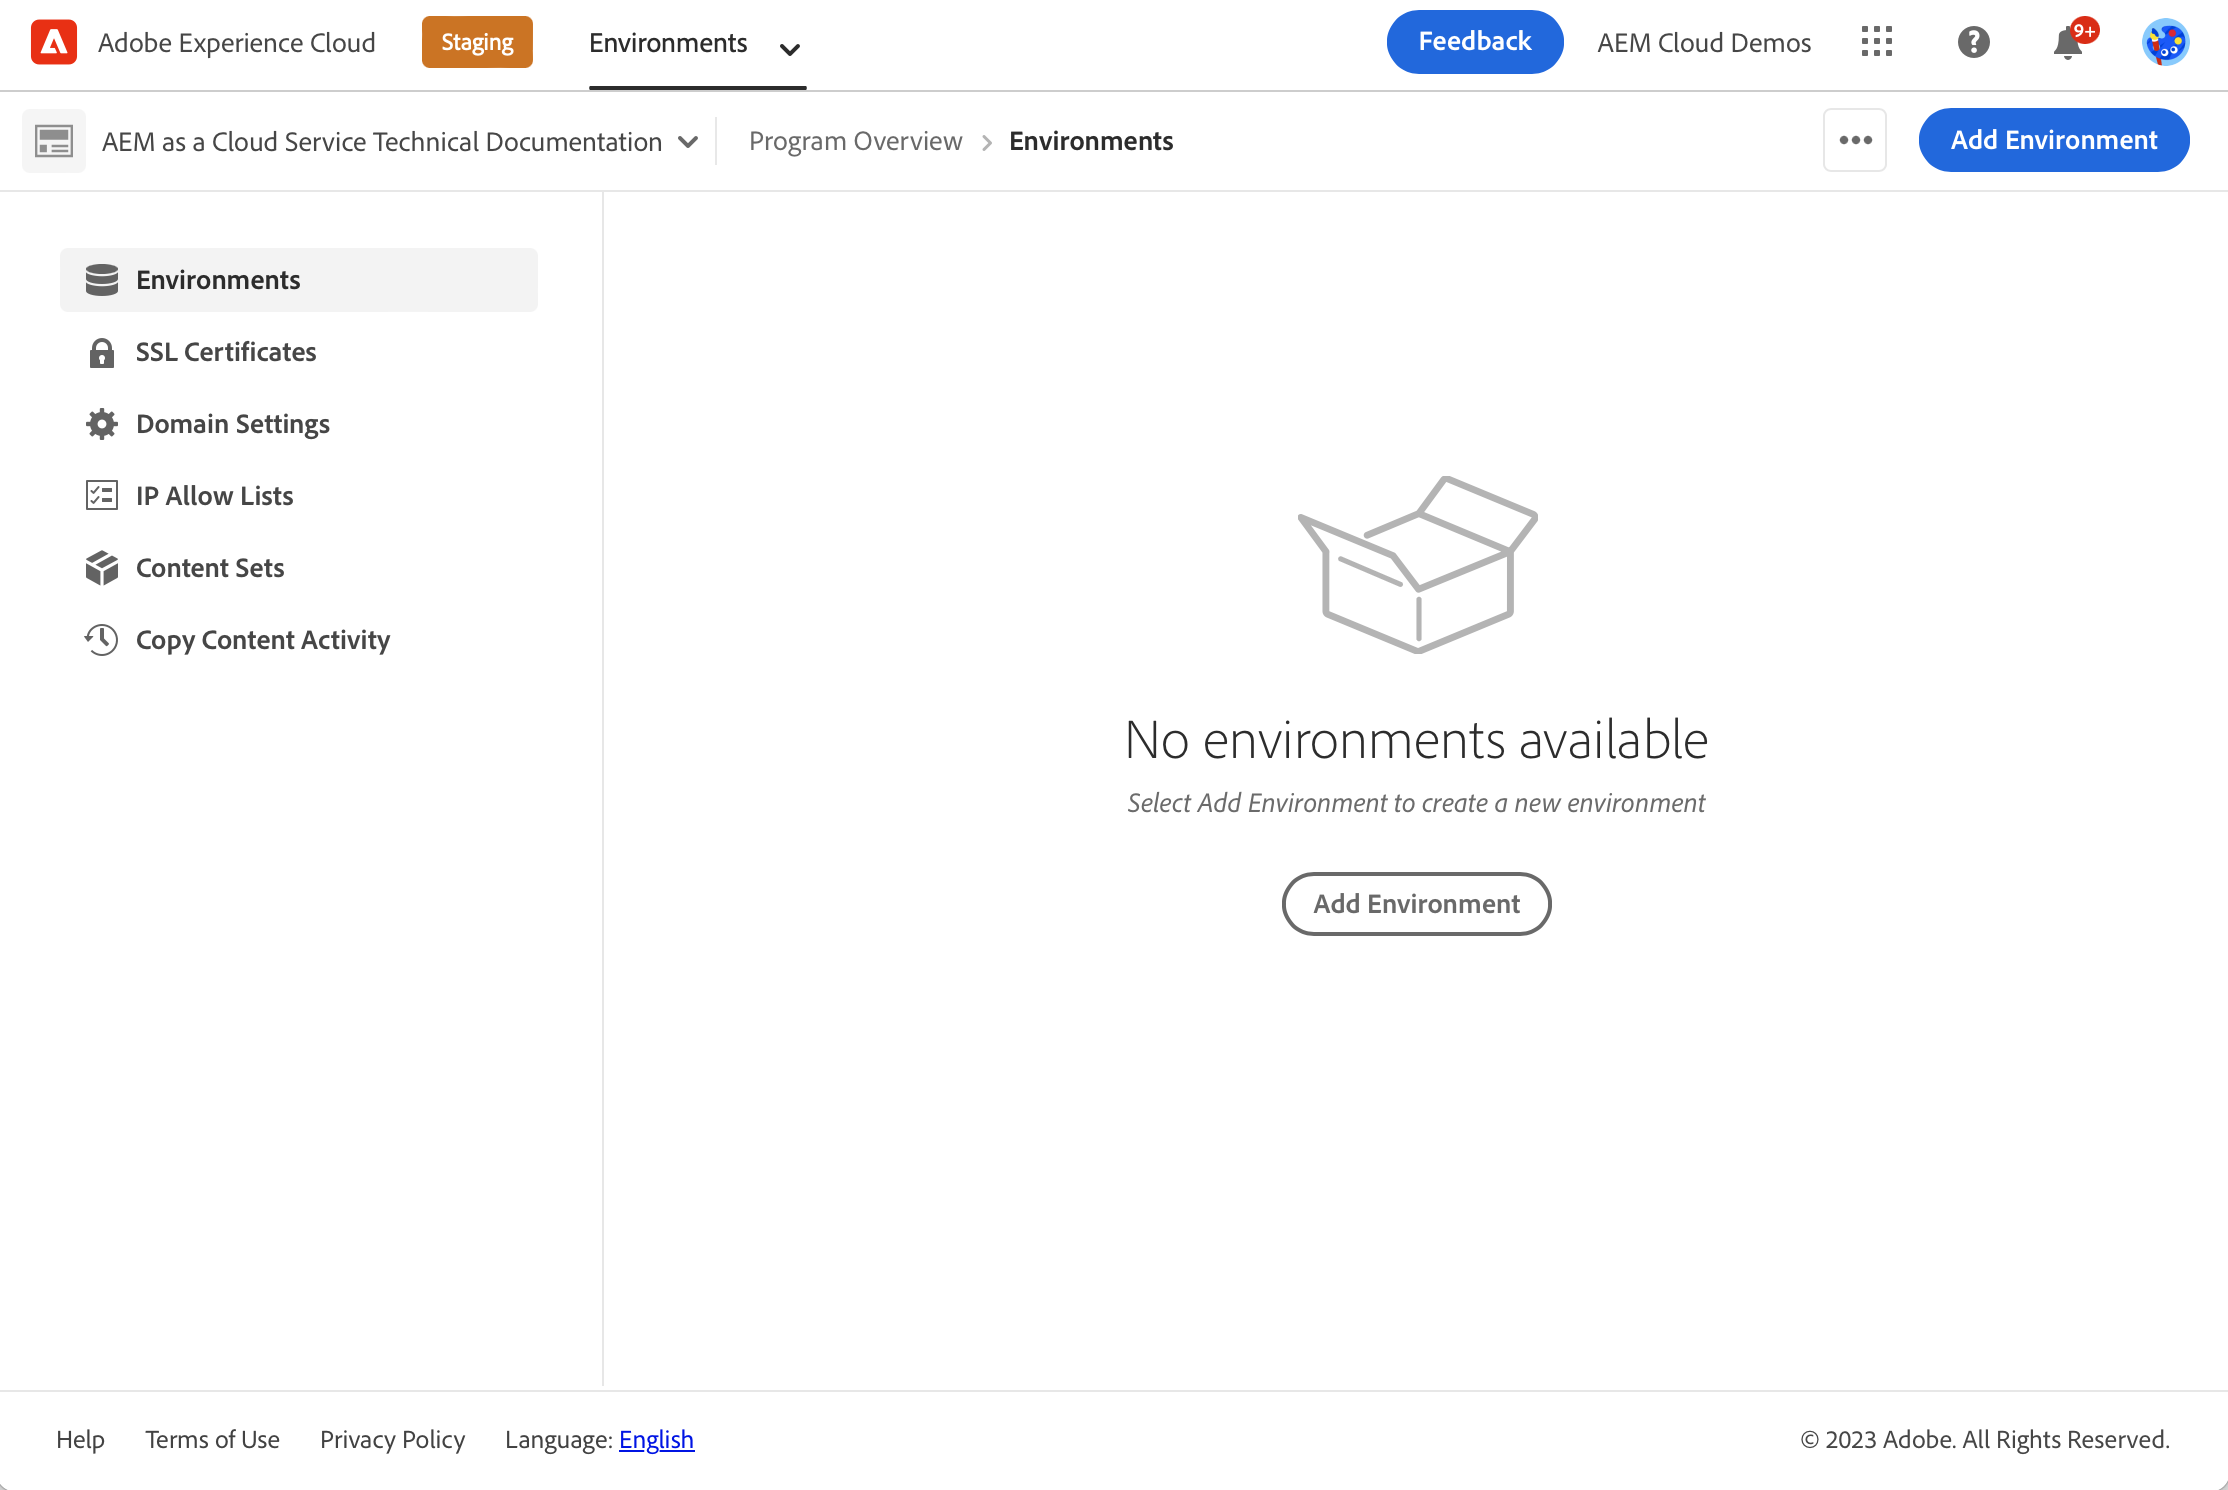 Adobe Experience Cloud
Staging
Environments
Feedback
AEM Cloud Demos
9+
AEM as a Cloud Service Technical Documentation
Program Overview > Environments
Add Environment
Environments
SSL Certificates
Domain Settings
IP Allow Lists
Content Sets
Copy Content Activity
No environments available
Select Add Environment to create a new environment
Add Environment
Help
Terms of Use
Privacy Policy
Language: English
© 2023 Adobe. All Rights Reserved.